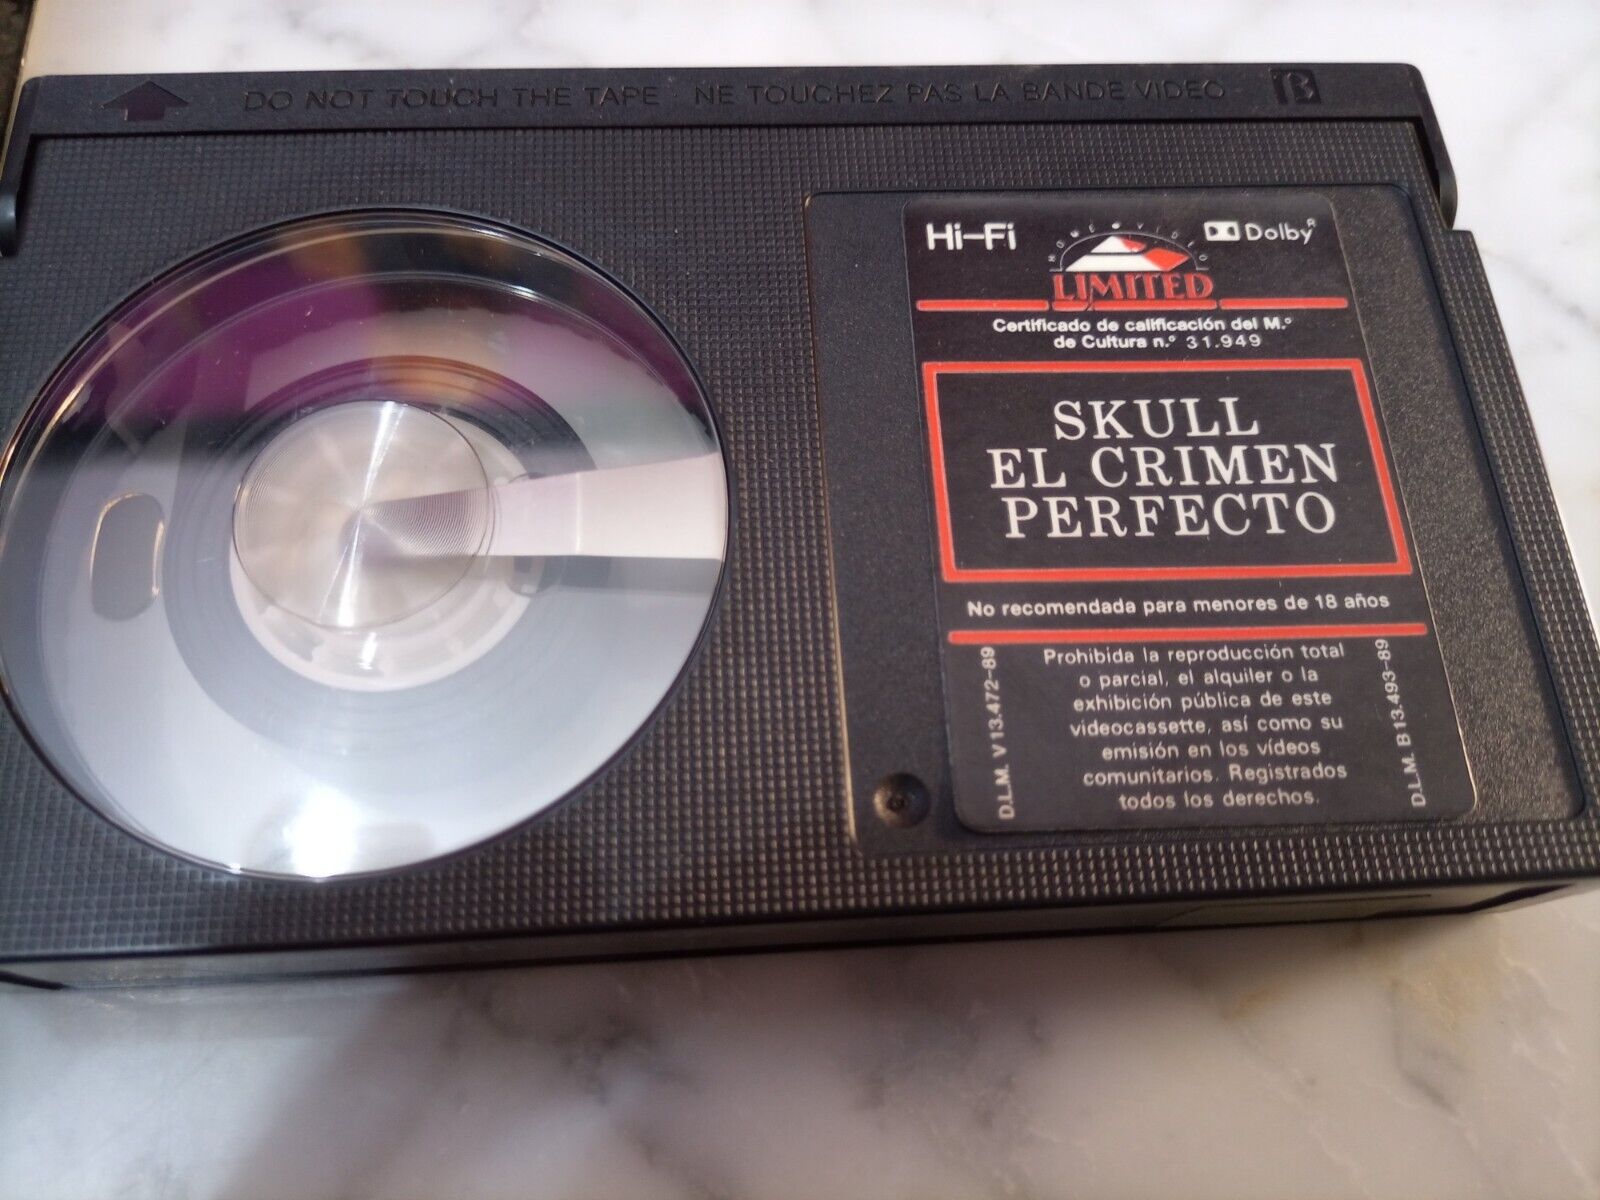 DO NOT TOUCH THE TAPE · NE TOUCHEZ PAS LA BANDE VIDEO
Hi-Fi
HOME VIDEO
Dolby®
LIMITED
Certificado de calificación del M.º
de Cultura n.º 31.949
SKULL
EL CRIMEN
PERFECTO
No recomendada para menores de 18 años
D.L.M. V 13.472-89
Prohibida la reproducción total
o parcial, el alquiler o la
exhibición pública de este
videocassette, así como su
emisión en los vídeos
comunitarios. Registrados
todos los derechos.
D.L.M. B 13.493-89